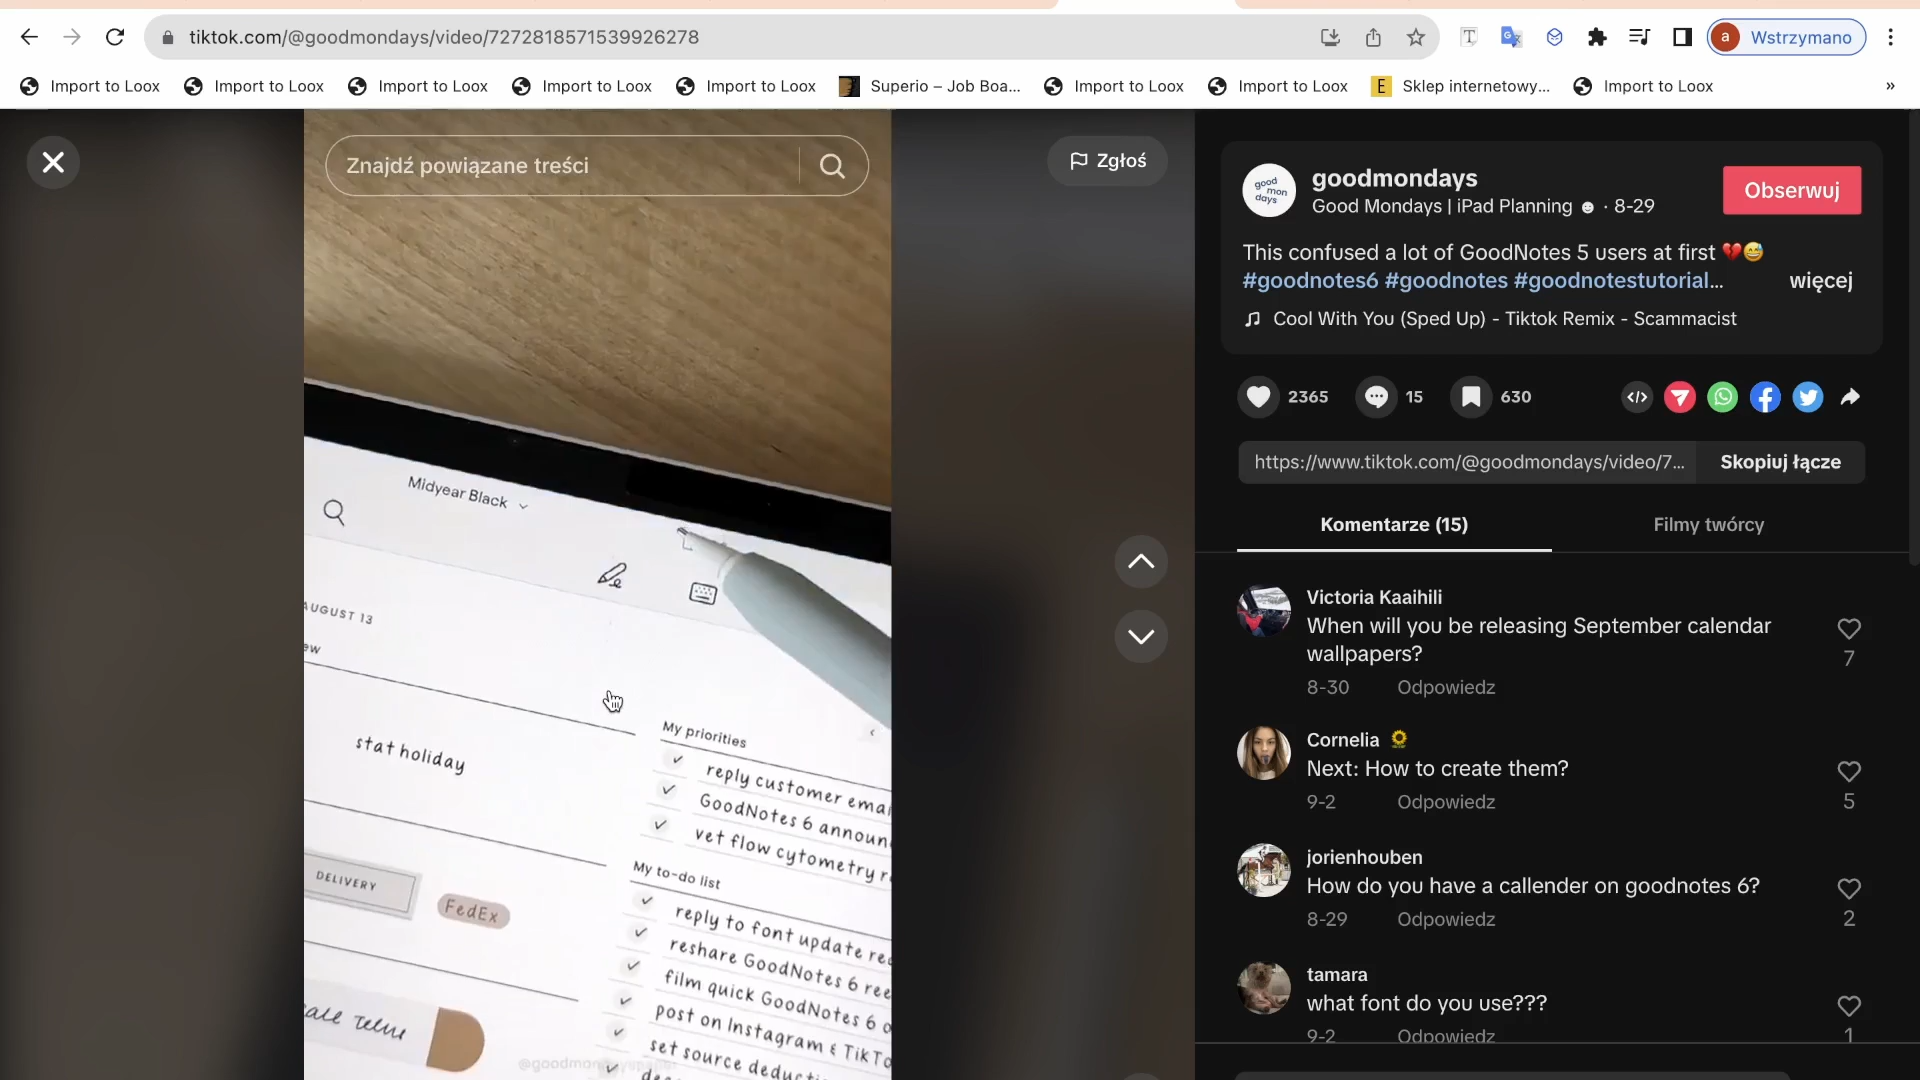 tiktok.com/@goodmondays/video/7272818571539926278
a Wstrzymano
Import to Loox
Import to Loox
Import to Loox
Import to Loox
Import to Loox
Superio – Job Boa...
Import to Loox
Import to Loox
E Sklep internetowy...
Import to Loox
»
Znajdź powiązane treści
Zgłoś
Midyear Black
AUGUST 13
ew
stat holiday
DELIVERY
FedEx
My priorities
reply customer emai
GoodNotes 6 announ
vet flow cytometry r
My to-do list
reply to font update re
reshare GoodNotes 6 ree
film quick GoodNotes 6
post on Instagram & TikTo
set source deducti
good
mon
days
goodmondays
Good Mondays | iPad Planning ☻ · 8-29
Obserwuj
This confused a lot of GoodNotes 5 users at first 💔😅
#goodnotes6 #goodnotes #goodnotestutorial...
więcej
Cool With You (Sped Up) - Tiktok Remix - Scammacist
2365
15
630
https://www.tiktok.com/@goodmondays/video/7...
Skopiuj łącze
Komentarze (15)
Filmy twórcy
Victoria Kaaihili
When will you be releasing September calendar
wallpapers?
7
8-30 Odpowiedz
Cornelia 🌻
Next: How to create them?
5
9-2 Odpowiedz
jorienhouben
How do you have a callender on goodnotes 6?
2
8-29 Odpowiedz
tamara
what font do you use???
1
9-2 Odpowiedz